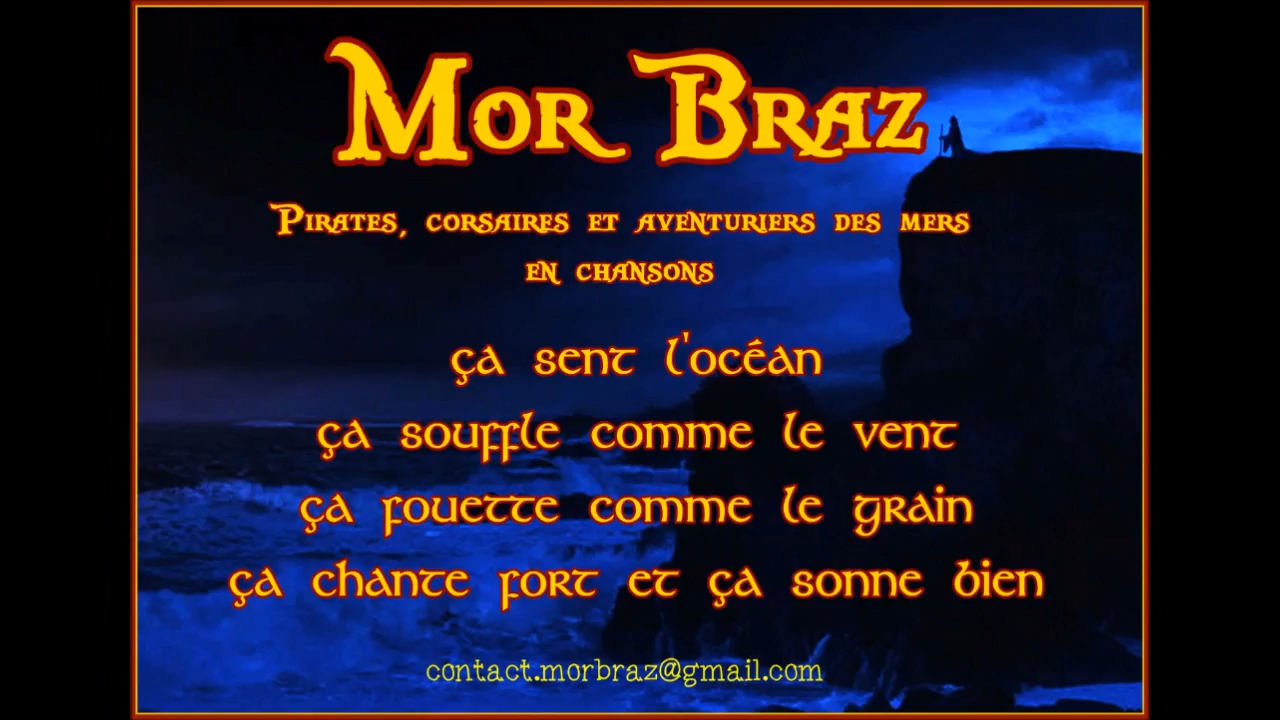 Mor Braz
Pirates, corsaires et aventuriers des mers
en chansons
ça sent l'océan
ça souffle comme le vent
ça fouette comme le grain
ça chante fort et ça sonne bien
contact.morbraz@gmail.com